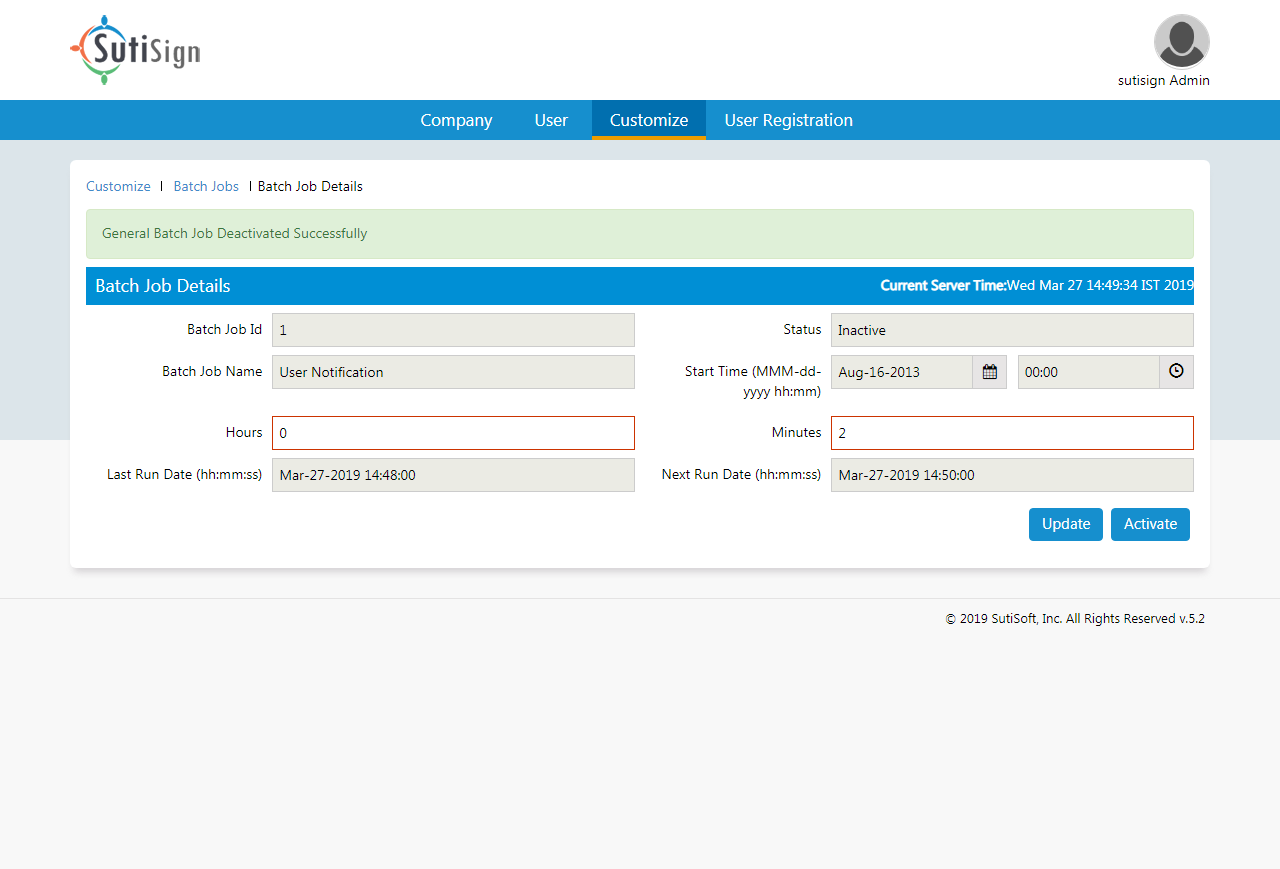 SutiSign
sutisign Admin
Company User Customize User Registration
Customize I Batch Jobs I Batch Job Details
General Batch Job Deactivated Successfully
Batch Job Details Current Server Time:Wed Mar 27 14:49:34 IST 2019
Batch Job Id 1 Status Inactive
Batch Job Name User Notification Start Time (MMM-dd-
yyyy hh:mm) Aug-16-2013 00:00
Hours 0 Minutes 2
Last Run Date (hh:mm:ss) Mar-27-2019 14:48:00 Next Run Date (hh:mm:ss) Mar-27-2019 14:50:00
Update Activate
© 2019 SutiSoft, Inc. All Rights Reserved v.5.2